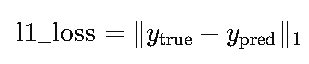 l1_loss = ‖y_true − y_pred‖_1